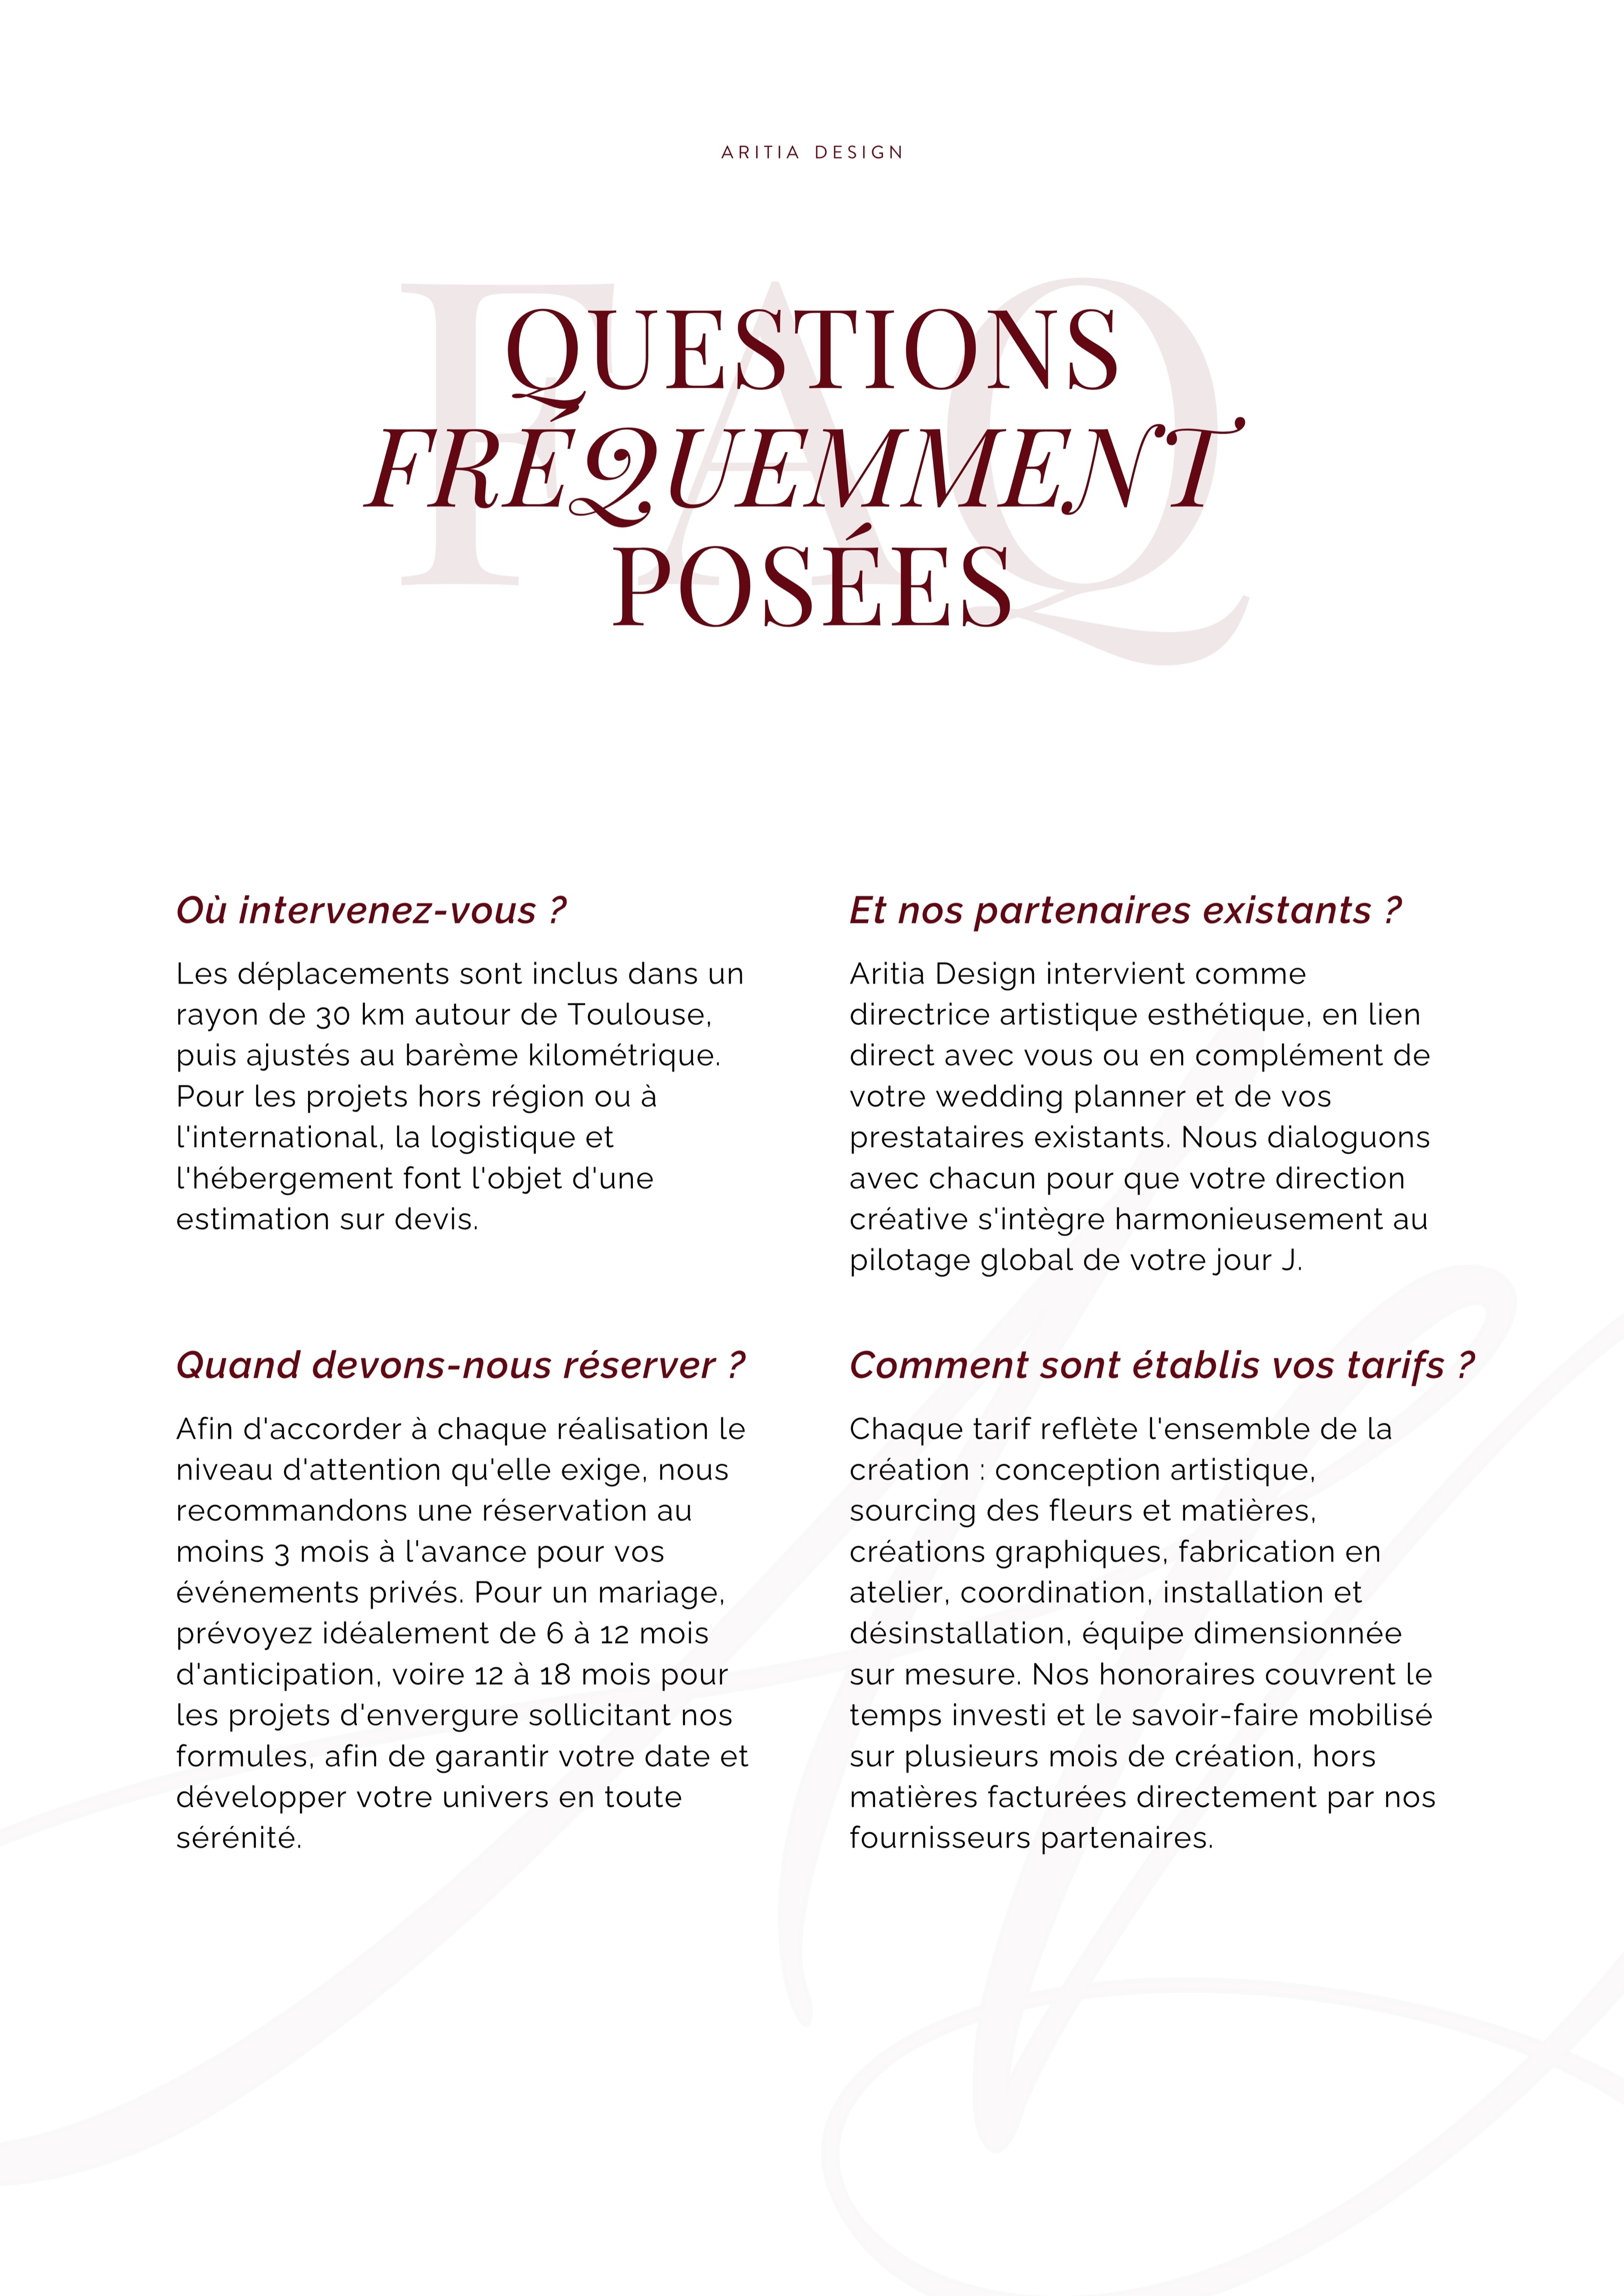 ARITIA DESIGN
FAQ
QUESTIONS
FRÉQUEMMENT
POSÉES
Où intervenez-vous ?
Les déplacements sont inclus dans un
rayon de 30 km autour de Toulouse,
puis ajustés au barème kilométrique.
Pour les projets hors région ou à
l'international, la logistique et
l'hébergement font l'objet d'une
estimation sur devis.
Quand devons-nous réserver ?
Afin d'accorder à chaque réalisation le
niveau d'attention qu'elle exige, nous
recommandons une réservation au
moins 3 mois à l'avance pour vos
événements privés. Pour un mariage,
prévoyez idéalement de 6 à 12 mois
d'anticipation, voire 12 à 18 mois pour
les projets d'envergure sollicitant nos
formules, afin de garantir votre date et
développer votre univers en toute
sérénité.
Et nos partenaires existants ?
Aritia Design intervient comme
directrice artistique esthétique, en lien
direct avec vous ou en complément de
votre wedding planner et de vos
prestataires existants. Nous dialoguons
avec chacun pour que votre direction
créative s'intègre harmonieusement au
pilotage global de votre jour J.
Comment sont établis vos tarifs ?
Chaque tarif reflète l'ensemble de la
création : conception artistique,
sourcing des fleurs et matières,
créations graphiques, fabrication en
atelier, coordination, installation et
désinstallation, équipe dimensionnée
sur mesure. Nos honoraires couvrent le
temps investi et le savoir-faire mobilisé
sur plusieurs mois de création, hors
matières facturées directement par nos
fournisseurs partenaires.